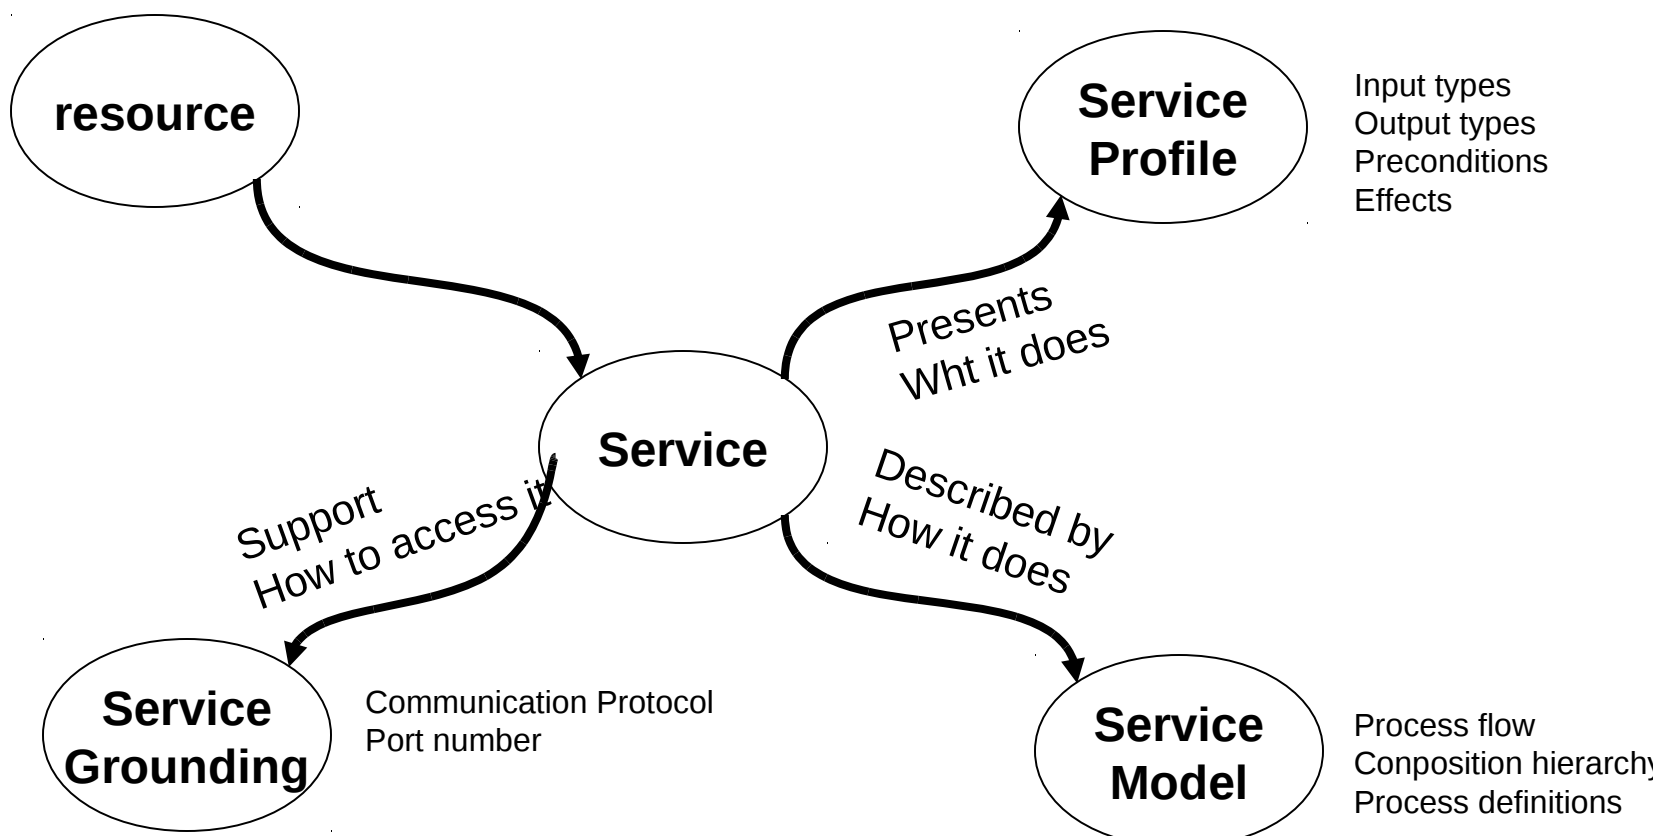 resource
Service
Profile
Input types
Output types
Preconditions
Effects
Presents
Wht it does
Service
Described by
How it does
Support
How to access it
Service
Grounding
Communication Protocol
Port number
Service
Model
Process flow
Conposition hierarchy
Process definitions